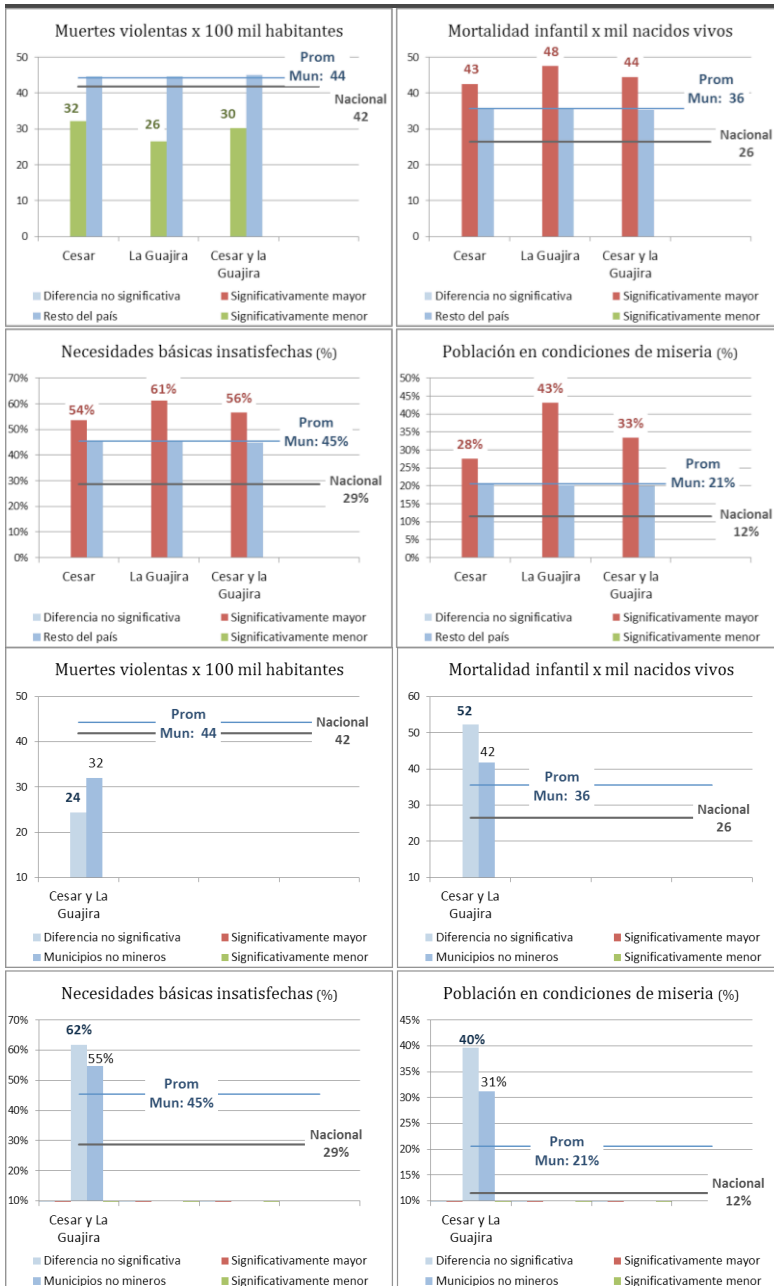 Muertes violentas x 100 mil habitantes
50
40
30
20
10
0
32
26
30
Prom
Mun: 44
Nacional
42
Cesar
La Guajira
Cesar y la
Guajira
Diferencia no significativa
Significativamente mayor
Resto del país
Significativamente menor
Mortalidad infantil x mil nacidos vivos
50
40
30
20
10
0
43
48
44
Prom
Mun: 36
Nacional
26
Cesar
La Guajira
Cesar y la
Guajira
Diferencia no significativa
Significativamente mayor
Resto del país
Significativamente menor
Necesidades básicas insatisfechas (%)
70%
60%
50%
40%
30%
20%
10%
0%
54%
61%
56%
Prom
Mun: 45%
Nacional
29%
Cesar
La Guajira
Cesar y la
Guajira
Diferencia no significativa
Significativamente mayor
Resto del país
Significativamente menor
Población en condiciones de miseria (%)
50%
45%
40%
35%
30%
25%
20%
15%
10%
5%
0%
28%
43%
33%
Prom
Mun: 21%
Nacional
12%
Cesar
La Guajira
Cesar y la
Guajira
Diferencia no significativa
Significativamente mayor
Resto del país
Significativamente menor
Muertes violentas x 100 mil habitantes
50
40
30
20
10
24
32
Prom
Mun: 44
Nacional
42
Cesar y La
Guajira
Diferencia no significativa
Significativamente mayor
Municipios no mineros
Significativamente menor
Mortalidad infantil x mil nacidos vivos
60
50
40
30
20
10
52
42
Prom
Mun: 36
Nacional
26
Cesar y La
Guajira
Diferencia no significativa
Significativamente mayor
Municipios no mineros
Significativamente menor
Necesidades básicas insatisfechas (%)
70%
60%
50%
40%
30%
20%
10%
62%
55%
Prom
Mun: 45%
Nacional
29%
Cesar y La
Guajira
Diferencia no significativa
Significativamente mayor
Municipios no mineros
Significativamente menor
Población en condiciones de miseria (%)
45%
40%
35%
30%
25%
20%
15%
10%
40%
31%
Prom
Mun: 21%
Nacional
12%
Cesar y La
Guajira
Diferencia no significativa
Significativamente mayor
Municipios no mineros
Significativamente menor